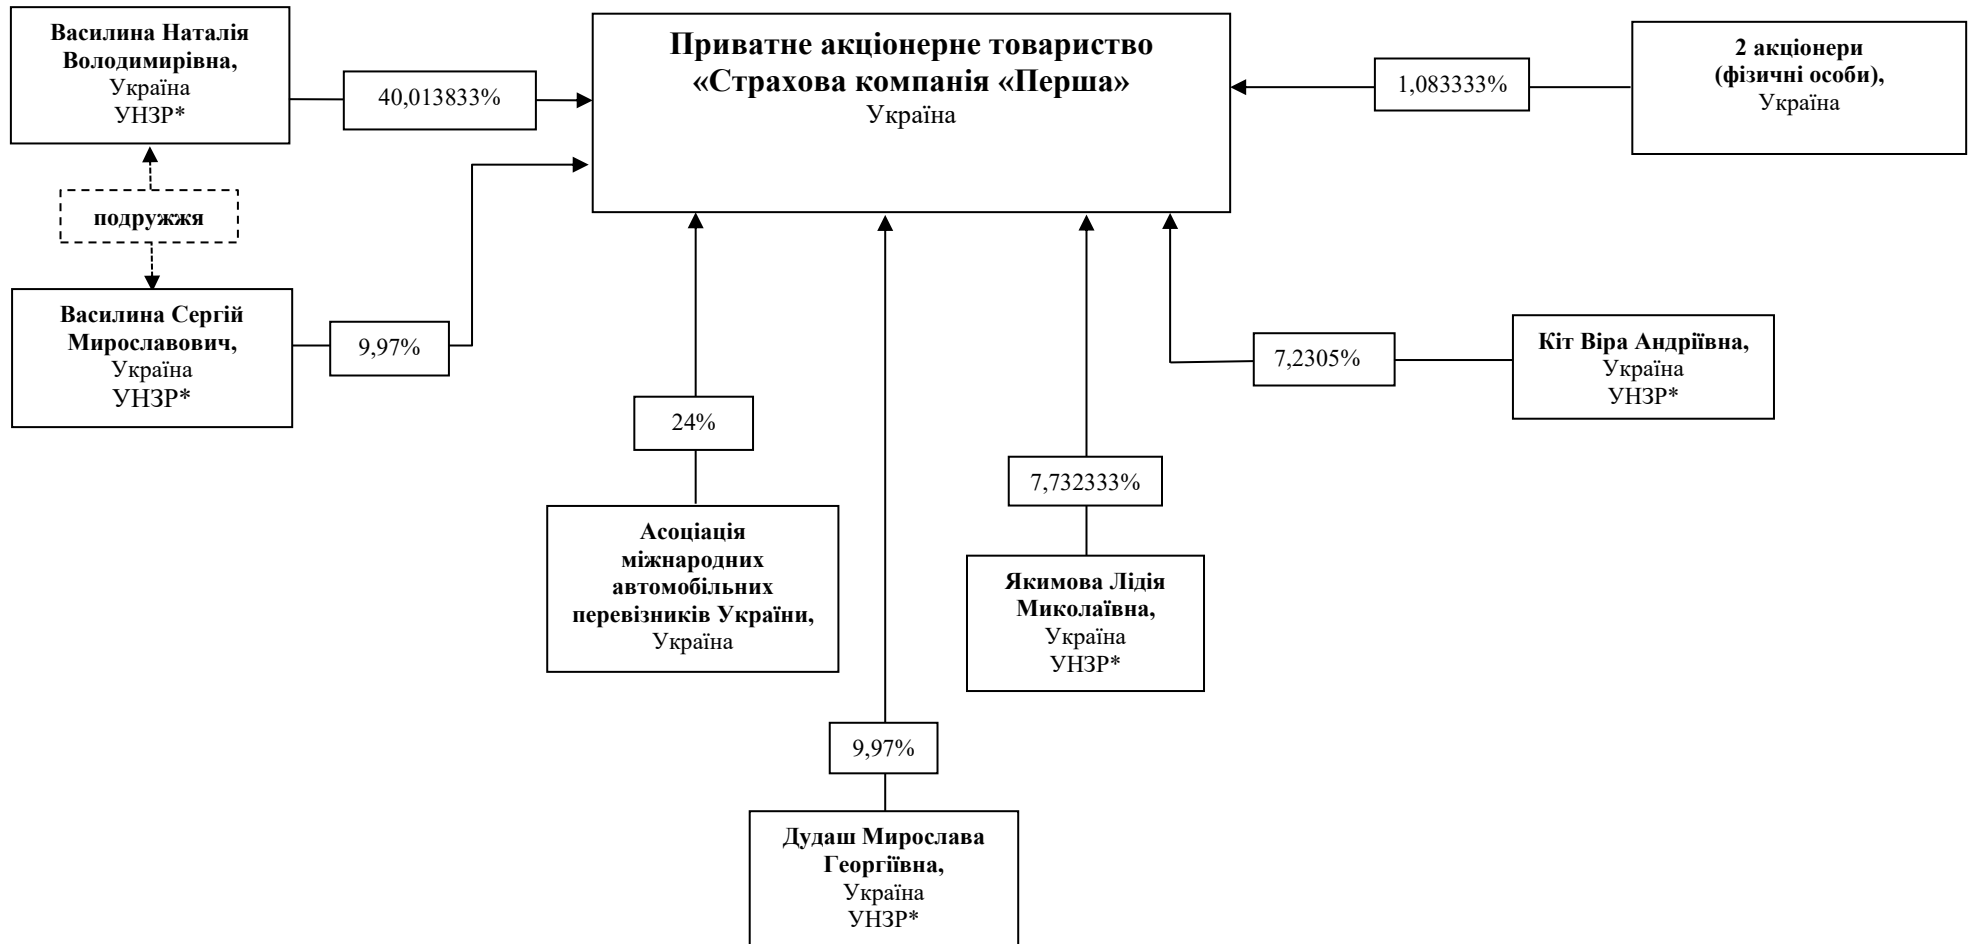 Василина Наталія
Володимирівна,
Україна
УНЗР*
40,013833%
Приватне акціонерне товариство
«Страхова компанія «Перша»
Україна
1,083333%
2 акціонери
(фізичні особи),
Україна
подружжя
Василина Сергій
Мирославович,
Україна
УНЗР*
9,97%
7,2305%
Кіт Віра Андріївна,
Україна
УНЗР*
24%
Асоціація
міжнародних
автомобільних
перевізників України,
Україна
7,732333%
Якимова Лідія
Миколаївна,
Україна
УНЗР*
9,97%
Дудаш Мирослава
Георгіївна,
Україна
УНЗР*